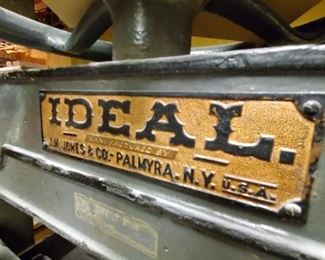 IDEAL.
MANUFACTURED BY
J.M. JONES & CO.- PALMYRA. N.Y. U.S.A.